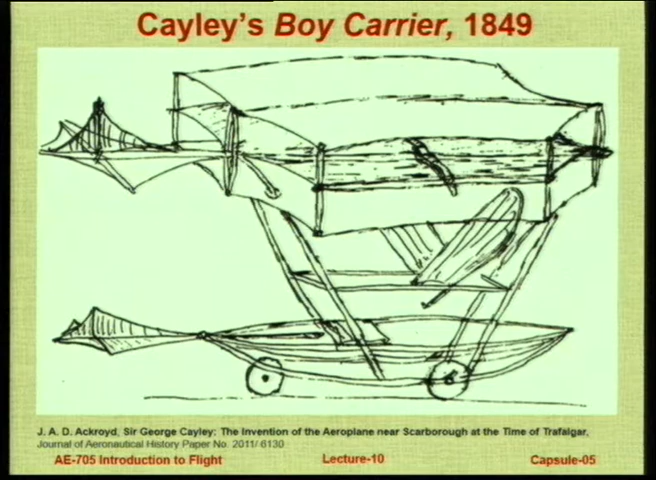 Cayley's Boy Carrier, 1849
J. A. D. Ackroyd, Sir George Cayley: The Invention of the Aeroplane near Scarborough at the Time of Trafalgar,
Journal of Aeronautical History Paper No. 2011/ 6130
AE-705 Introduction to Flight Lecture-10 Capsule-05